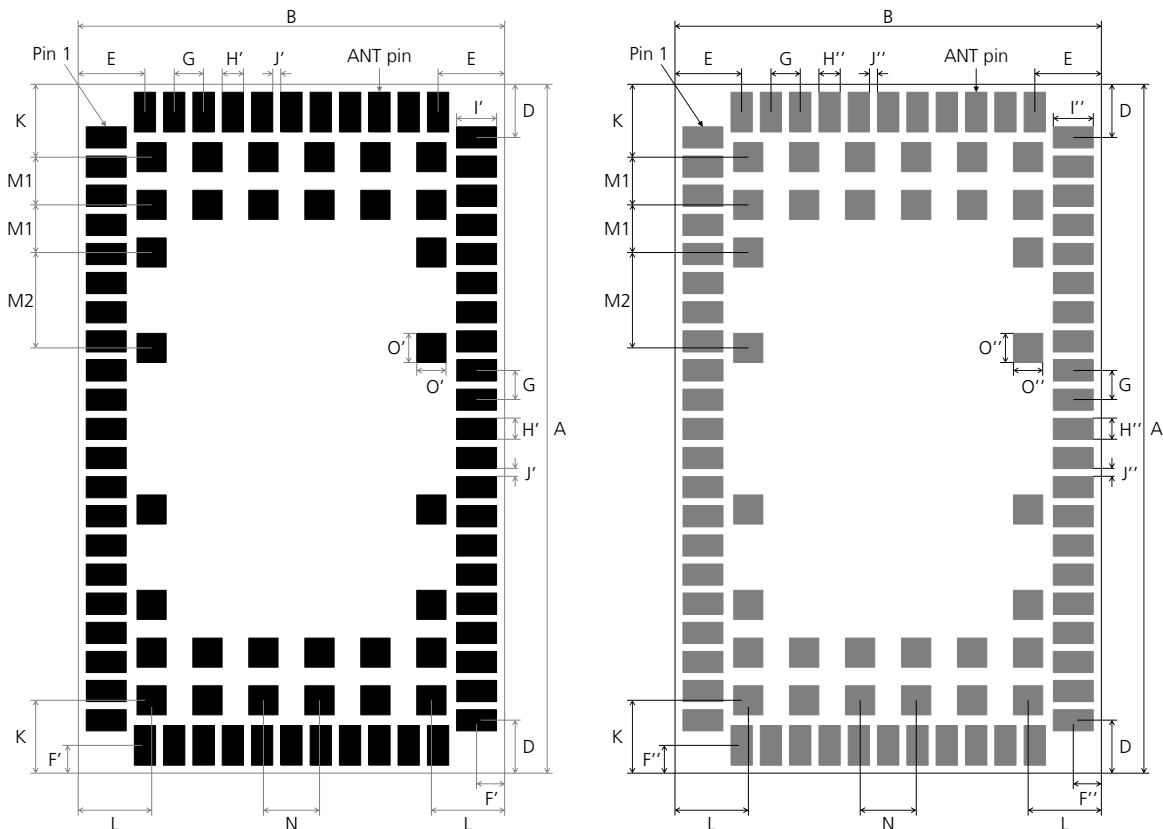 B B
Pin 1 E G H' J' ANT pin E Pin 1 E G H'' J'' ANT pin E
K I' D K I'' D
M1 M1
M1 M1
M2 M2
O' O''
O' G O'' G
H' A H'' A
J' J''
K D K D
F' F''
F' F''
L N L L N L